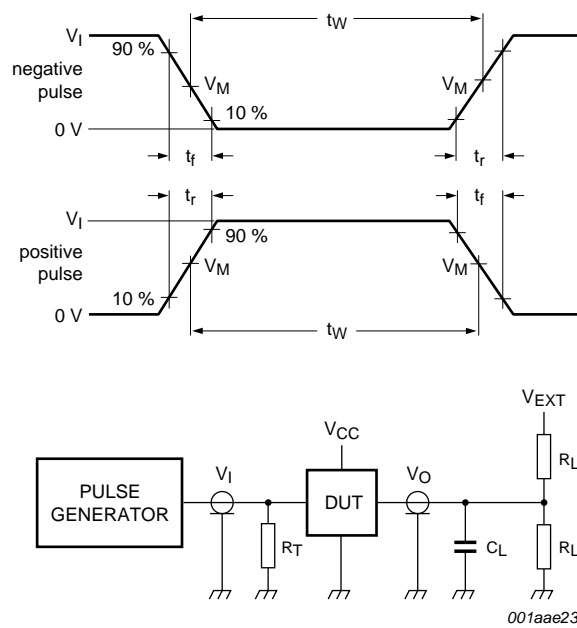 V_I
t_W
90 %
negative
pulse
V_M
V_M
10 %
0 V
t_f
t_r
t_r
t_f
V_I
90 %
positive
pulse
V_M
V_M
10 %
0 V
t_W
V_EXT
V_CC
R_L
V_I
V_O
PULSE
GENERATOR
DUT
R_T
C_L
R_L
001aae23